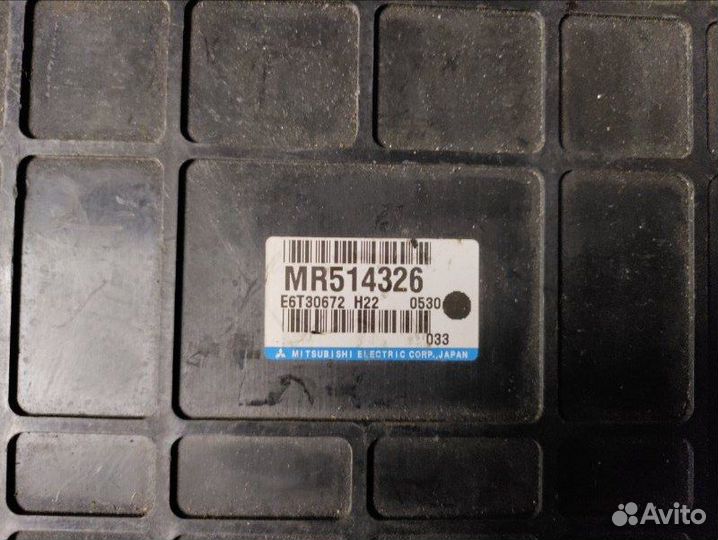 MR514326
E6T30672 H22 0530
033
MITSUBISHI ELECTRIC CORP., JAPAN
Avito